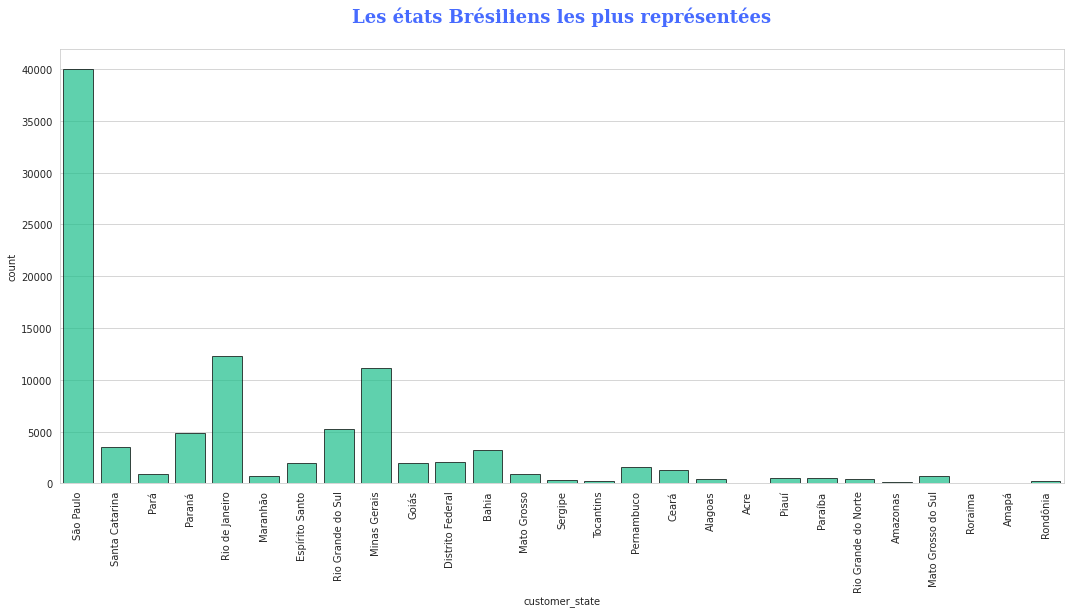 Les états Brésiliens les plus représentées
40000
35000
30000
25000
20000
15000
10000
5000
0
count
São Paulo
Santa Catarina
Pará
Paraná
Rio de Janeiro
Maranhão
Espírito Santo
Rio Grande do Sul
Minas Gerais
Goiás
Distrito Federal
Bahia
Mato Grosso
Sergipe
Tocantins
Pernambuco
Ceará
Alagoas
Acre
Piauí
Paraíba
Rio Grande do Norte
Amazonas
Mato Grosso do Sul
Roraima
Amapá
Rondônia
customer_state